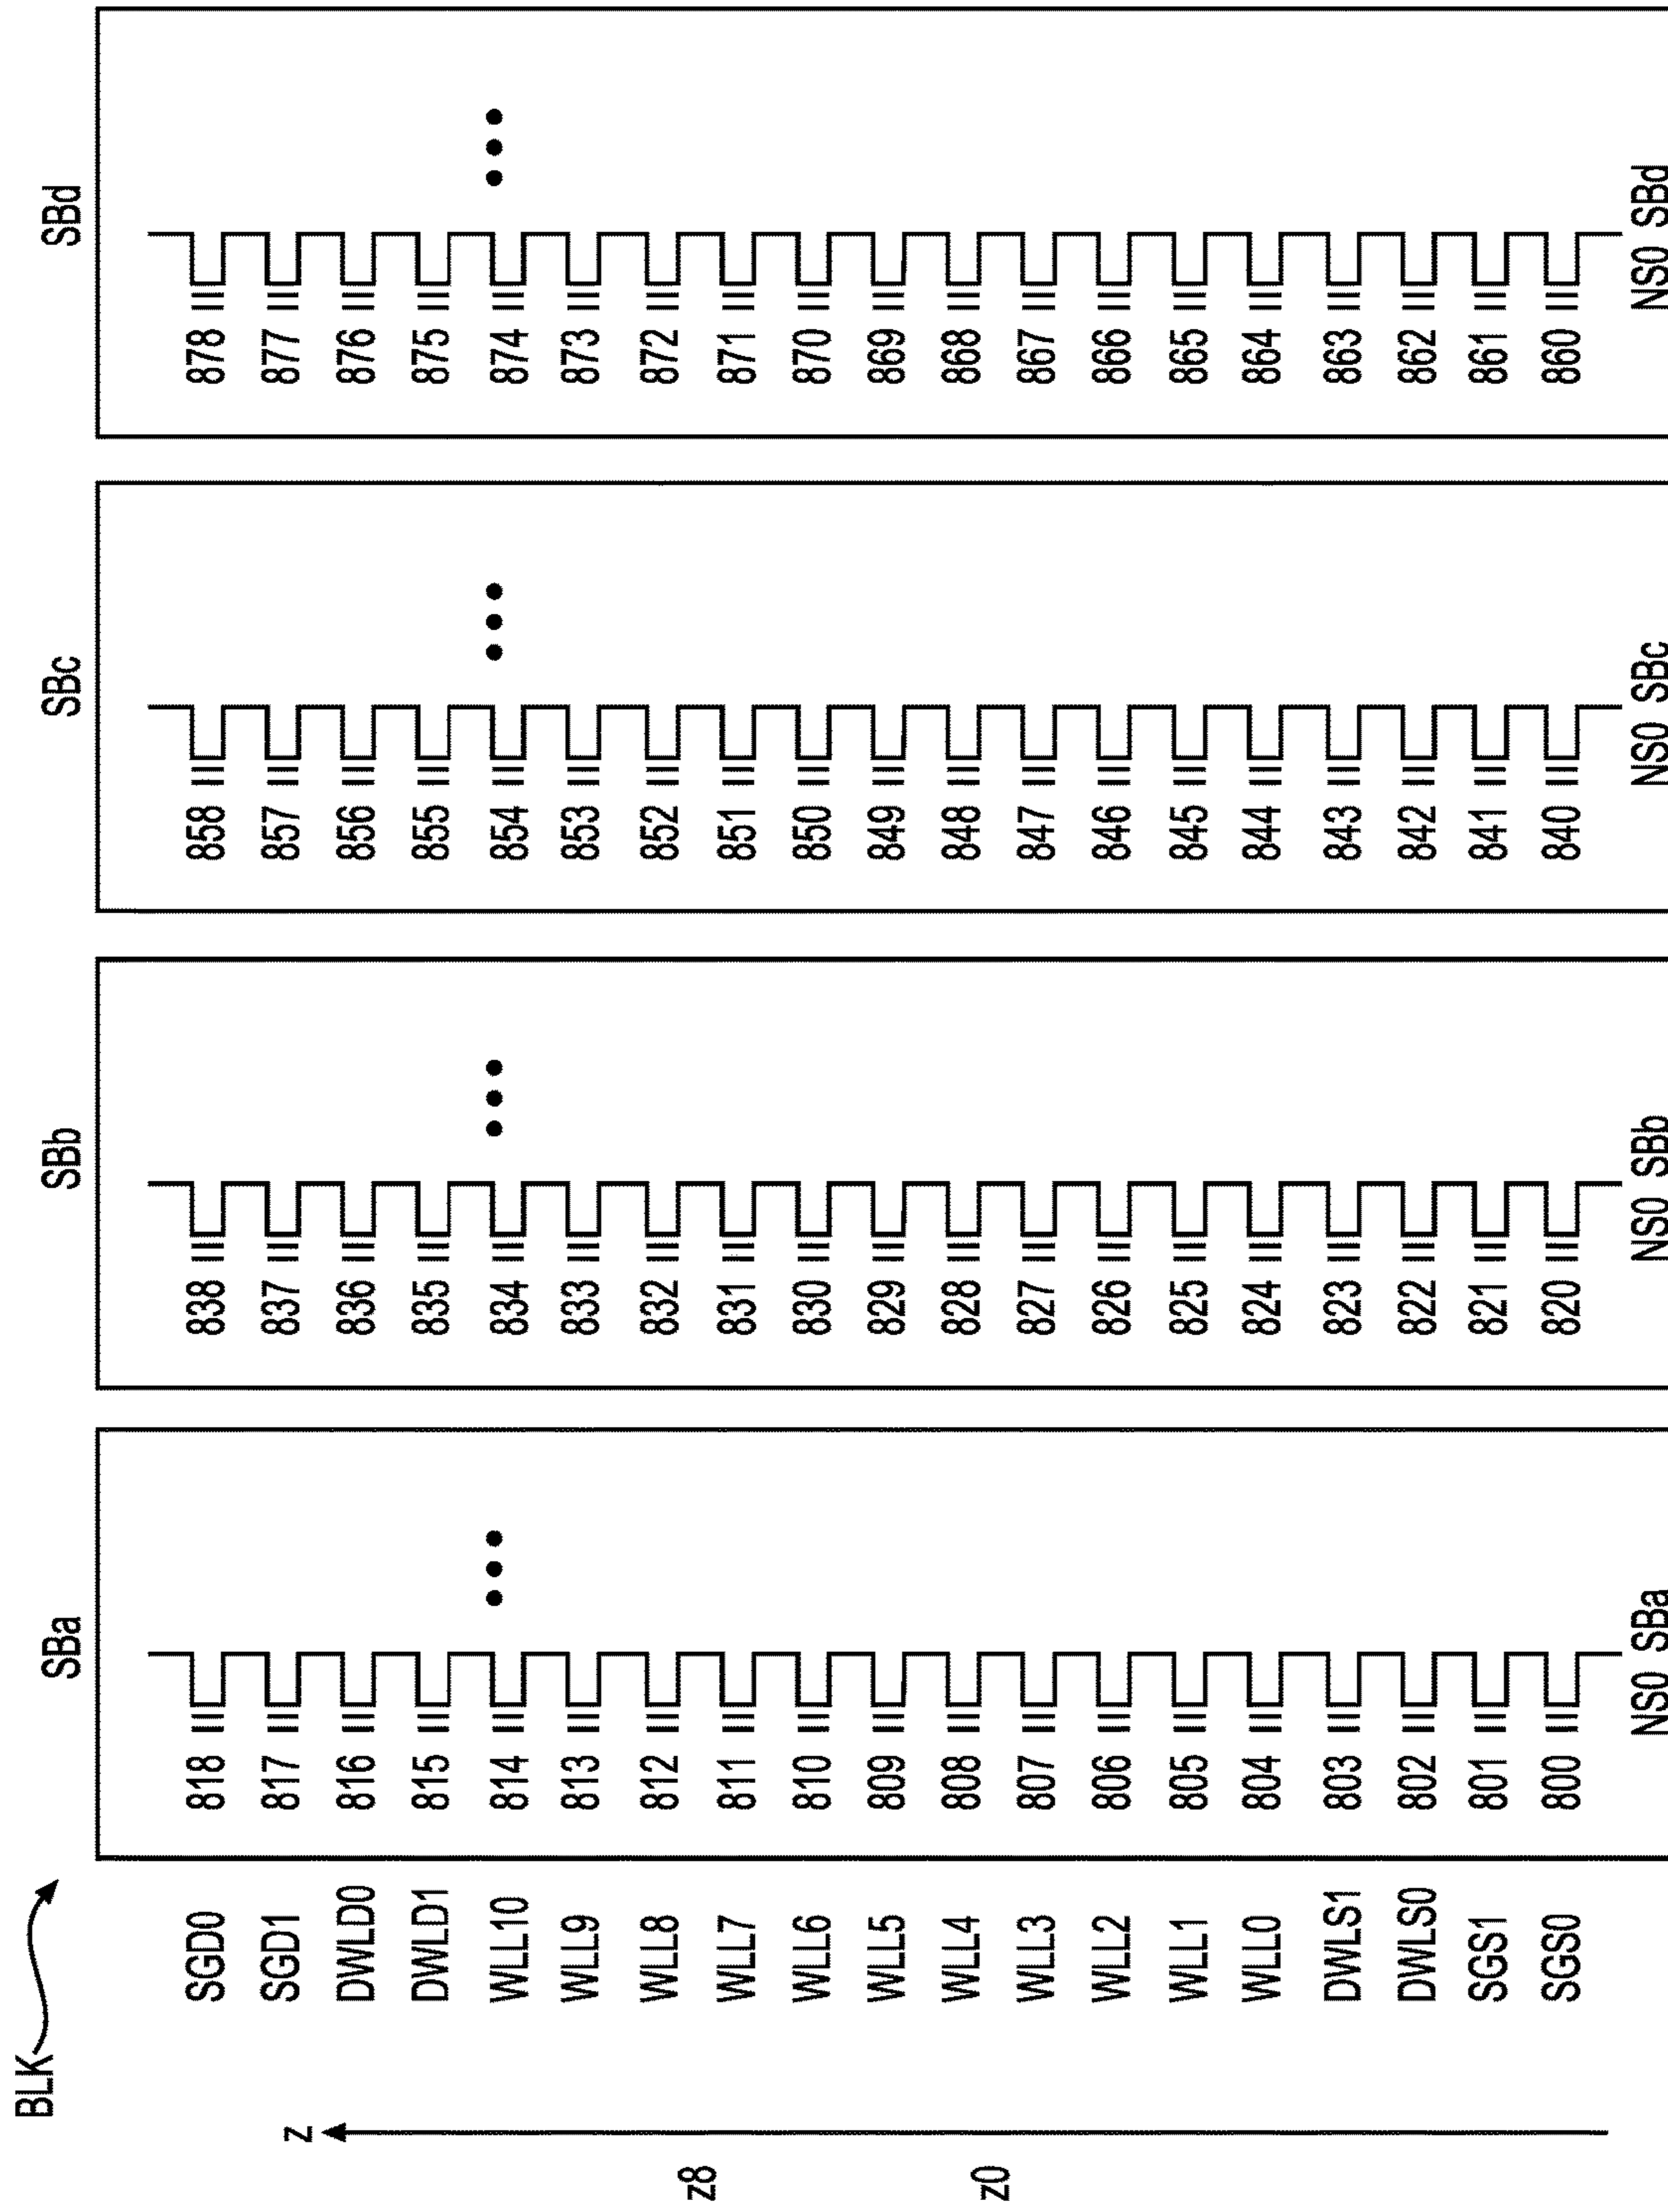 BLK
SBa SBb SBc SBd
SGD0 818 838 858 878
SGD1 817 837 857 877
z
DWLD0 816 836 856 876
DWLD1 815 835 855 875
WLL10 814 834 854 874
WLL9 813 833 853 873
WLL8 812 832 852 872
z8
WLL7 811 831 851 871
WLL6 810 830 850 870
WLL5 809 829 849 869
WLL4 808 828 848 868
z0
WLL3 807 827 847 867
WLL2 806 826 846 866
WLL1 805 825 845 865
WLL0 804 824 844 864
DWLS1 803 823 843 863
DWLS0 802 822 842 862
SGS1 801 821 841 861
SGS0 800 820 840 860
NS0 SBa NS0 SBb NS0 SBc NS0 SBd